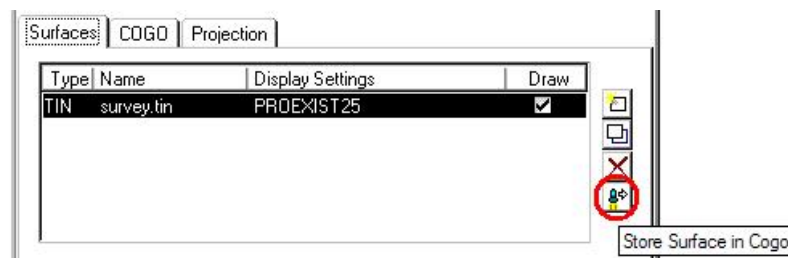 Surfaces COGO Projection
Type Name Display Settings Draw
TIN survey.tin PROEXIST25
Store Surface in Cogo